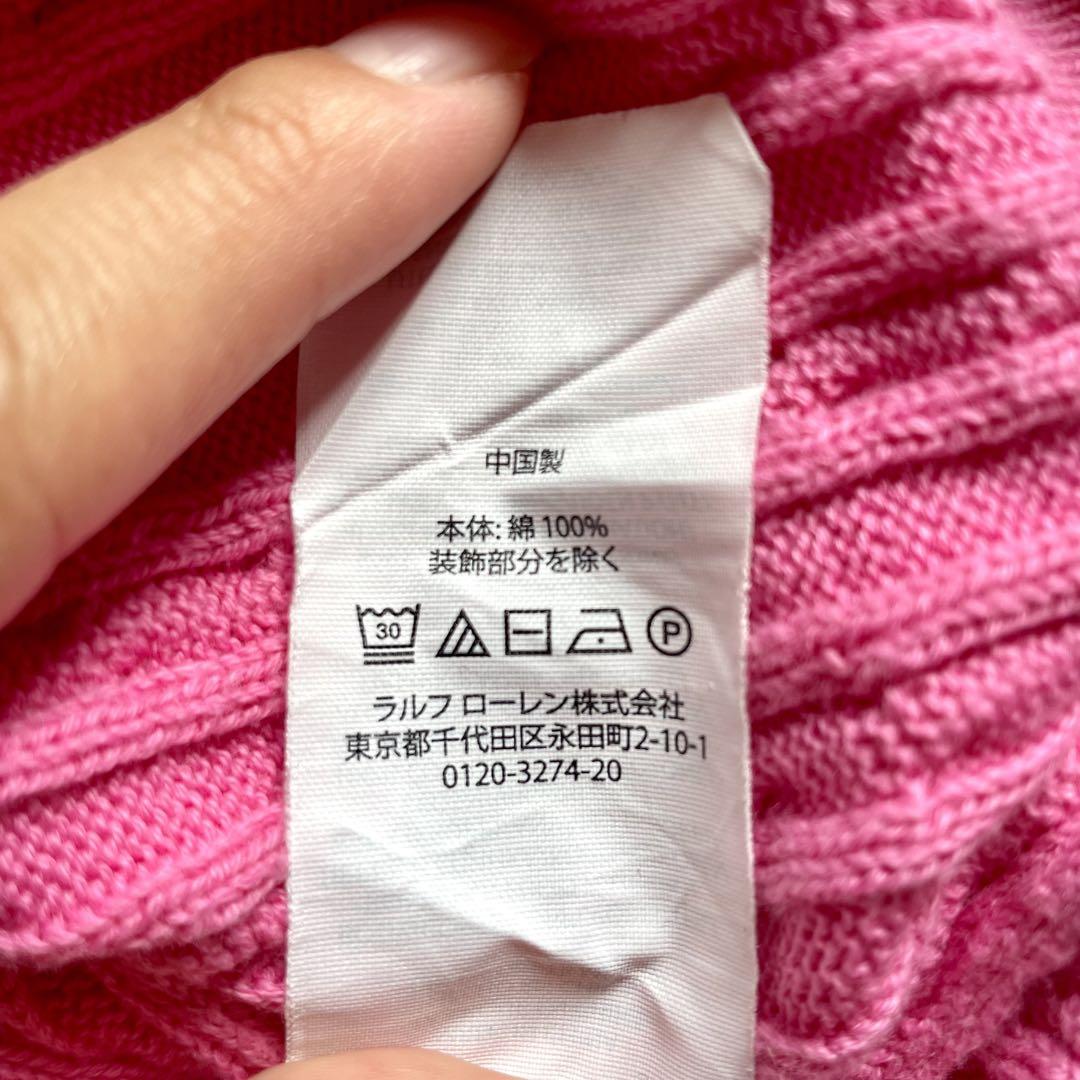 中国製
本体: 綿 100%
装飾部分を除く
30
P
ラルフ ローレン株式会社
東京都千代田区永田町2-10-1
0120-3274-20